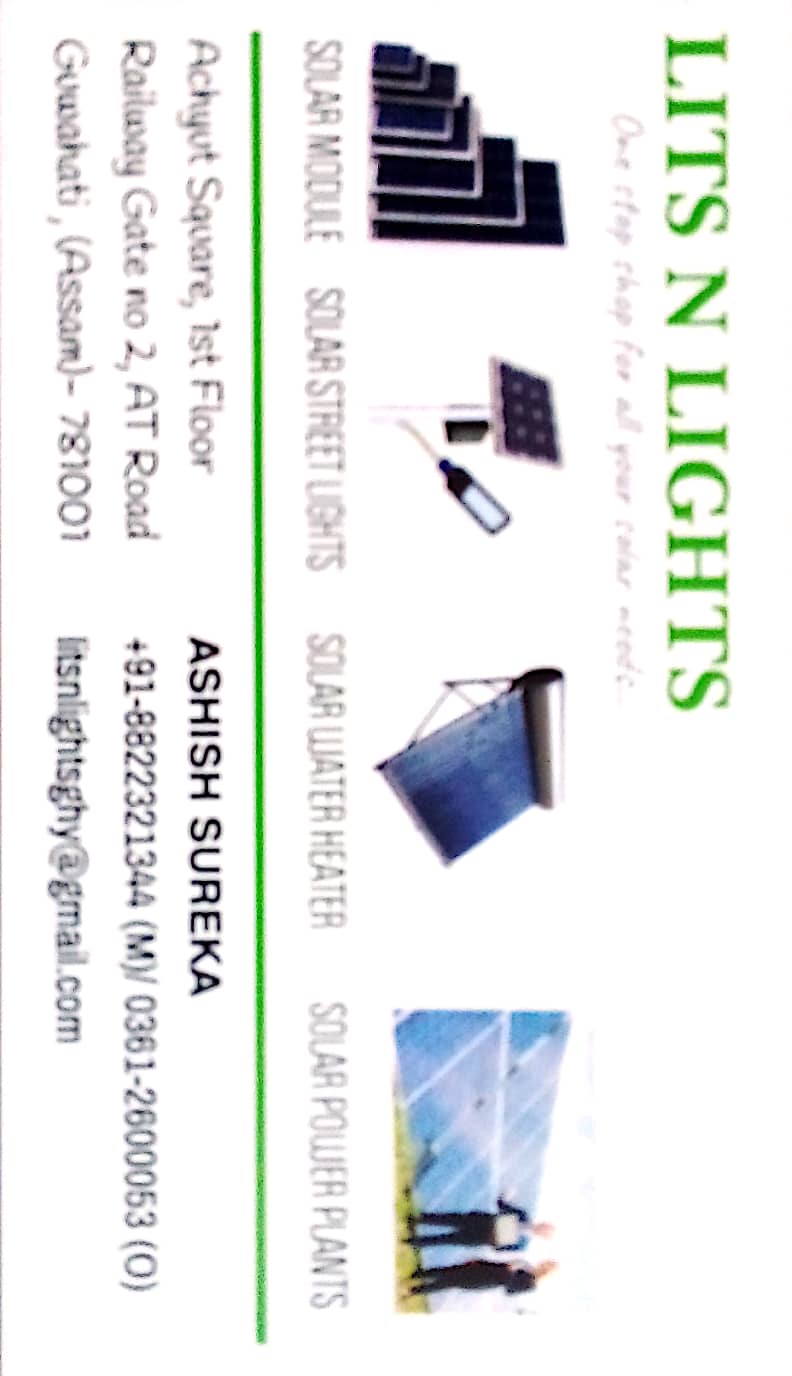 LITS N LIGHTS
One stop shop for all your solar needs...
SOLAR MODULE SOLAR STREET LIGHTS SOLAR WATER HEATER SOLAR POWER PLANTS
Achyut Square, 1st Floor
Railway Gate no 2, AT Road
Guwahati , (Assam)- 781001
ASHISH SUREKA
+91-8822321344 (M)/ 0361-2600053 (O)
litsnlightsghy@gmail.com